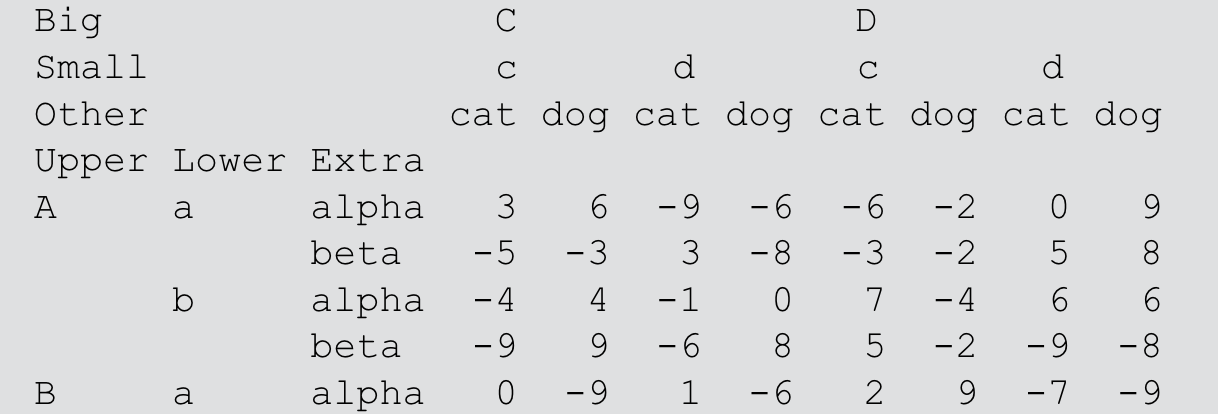 Big                 C               D
Small               c       d       c       d
Other             cat dog cat dog cat dog cat dog
Upper Lower Extra
A     a     alpha   3   6  -9  -6  -6  -2   0   9
            beta   -5  -3   3  -8  -3  -2   5   8
      b     alpha  -4   4  -1   0   7  -4   6   6
            beta   -9   9  -6   8   5  -2  -9  -8
B     a     alpha   0  -9   1  -6   2   9  -7  -9